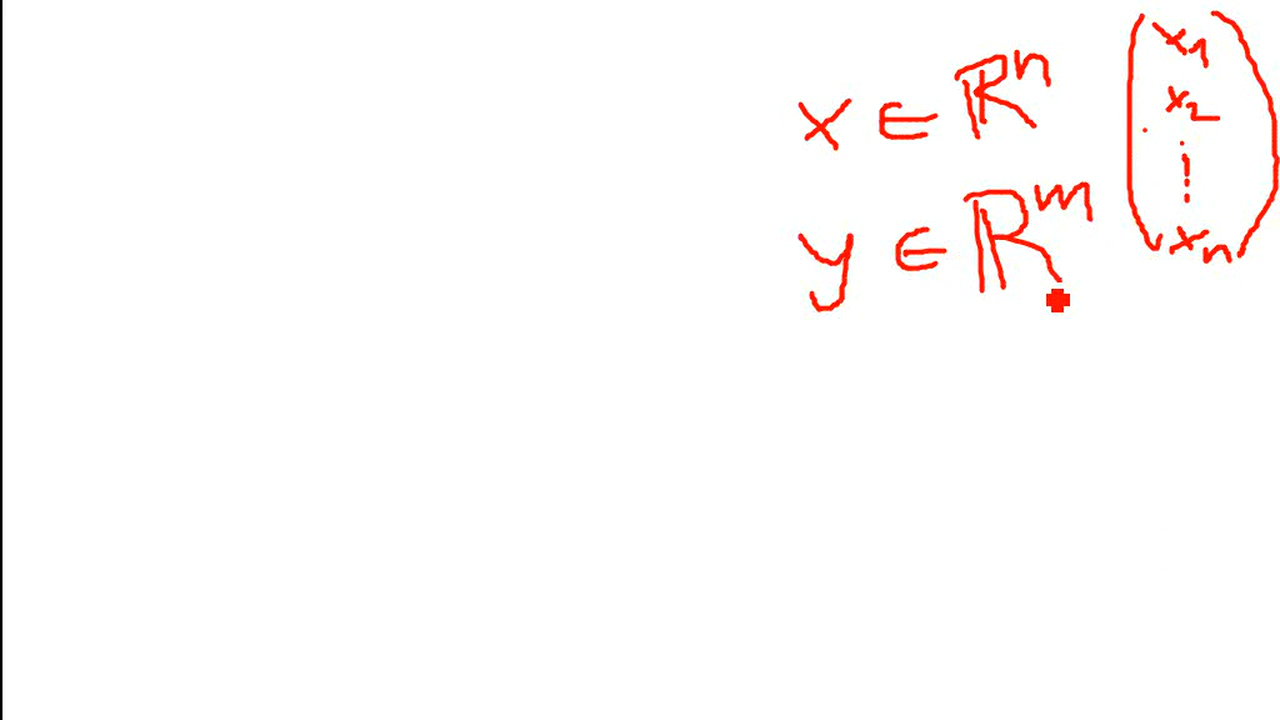 x ∈ ℝⁿ
y ∈ ℝᵐ
x₁
x₂
⋮
xₙ